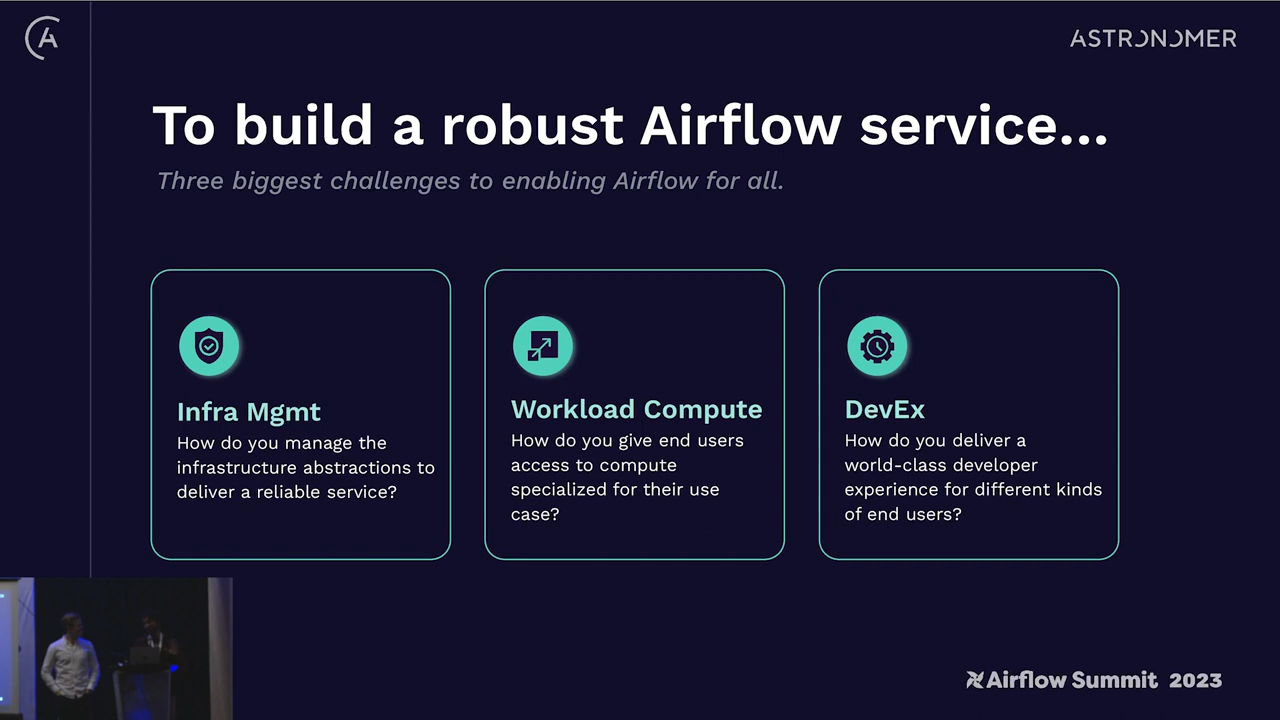 ASTRONOMER
To build a robust Airflow service...
Three biggest challenges to enabling Airflow for all.
Infra Mgmt
How do you manage the
infrastructure abstractions to
deliver a reliable service?
Workload Compute
How do you give end users
access to compute
specialized for their use
case?
DevEx
How do you deliver a
world-class developer
experience for different kinds
of end users?
Airflow Summit 2023